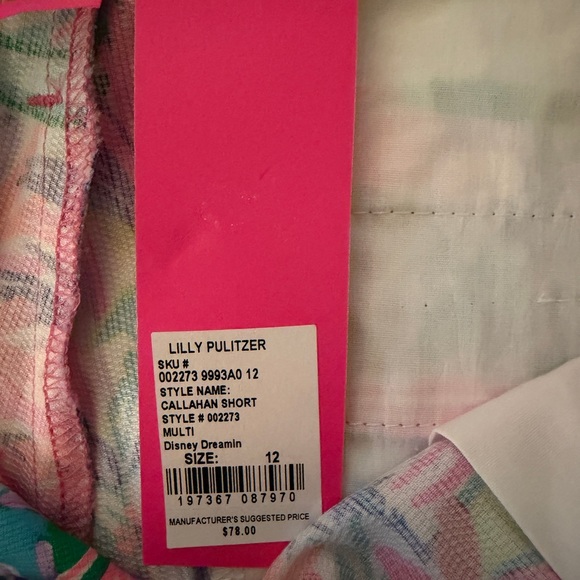 LILLY PULITZER
SKU #
002273 9993A0 12
STYLE NAME:
CALLAHAN SHORT
STYLE # 002273
MULTI
Disney Dreamin
SIZE: 12
197367 087970
MANUFACTURER'S SUGGESTED PRICE
$78.00